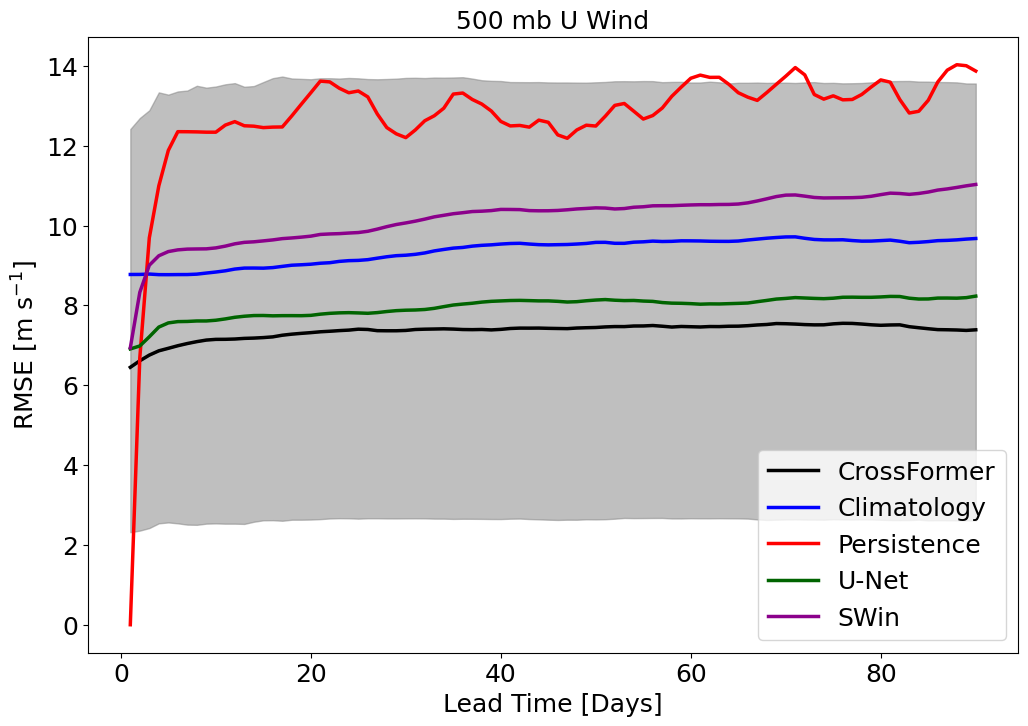 500 mb U Wind
RMSE [m s⁻¹]
14
12
10
8
6
4
2
0
0 20 40 60 80
Lead Time [Days]
CrossFormer
Climatology
Persistence
U-Net
SWin